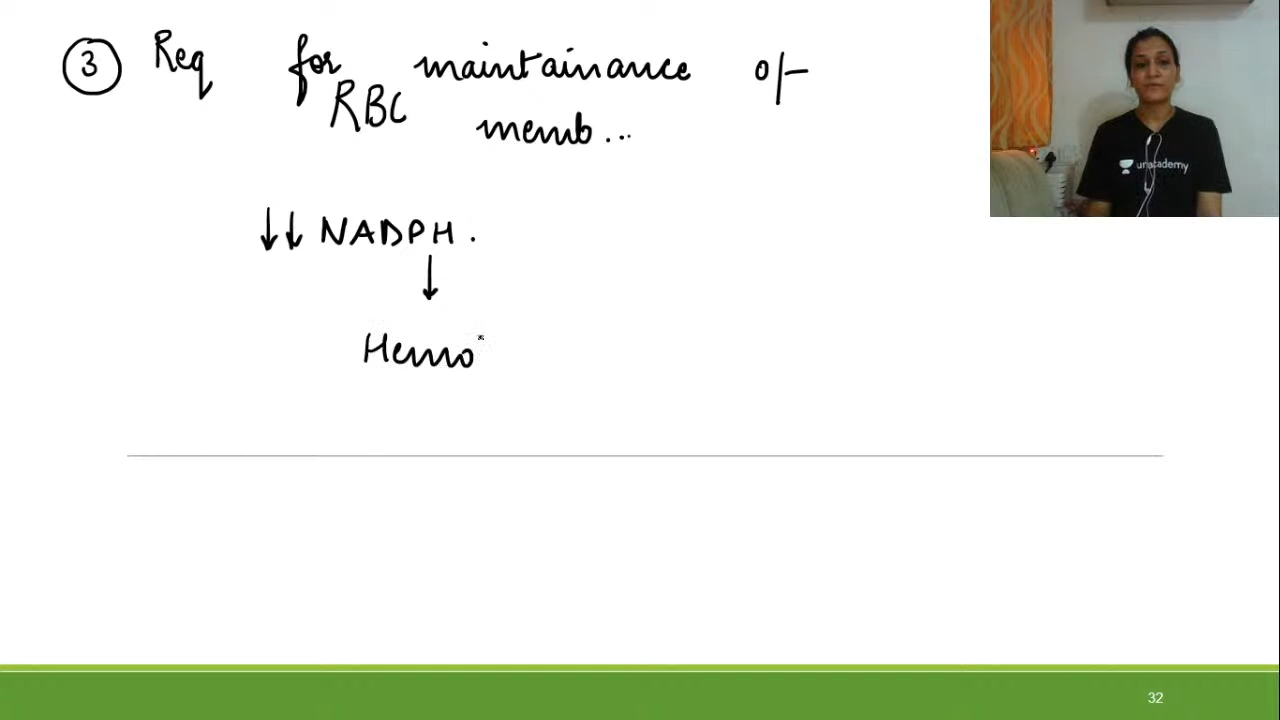 ③ Req for maintainance of
RBC memb...
↓↓ NADPH.
↓
Hemo
unacademy
32